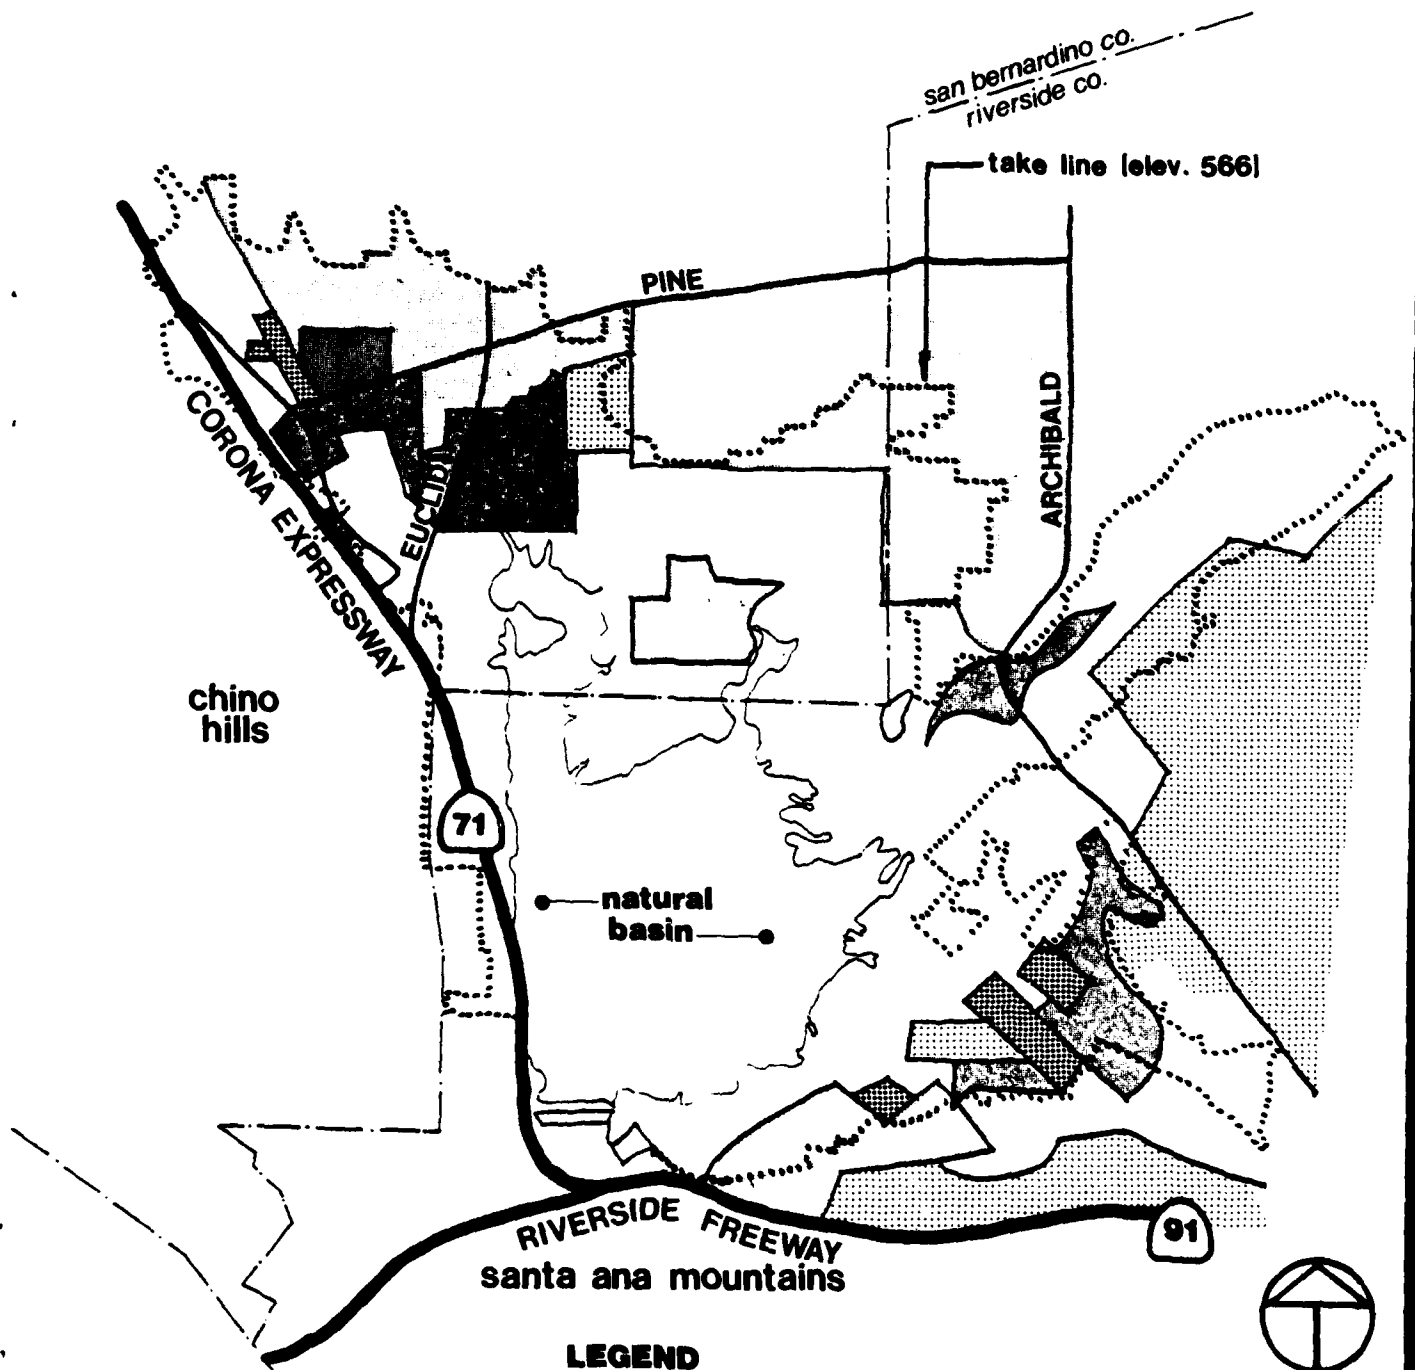 san bernardino co.
riverside co.
take line [elev. 566]
PINE
ARCHIBALD
EUCLID
CORONA EXPRESSWAY
chino
hills
71
natural
basin
RIVERSIDE FREEWAY
91
santa ana mountains
LEGEND